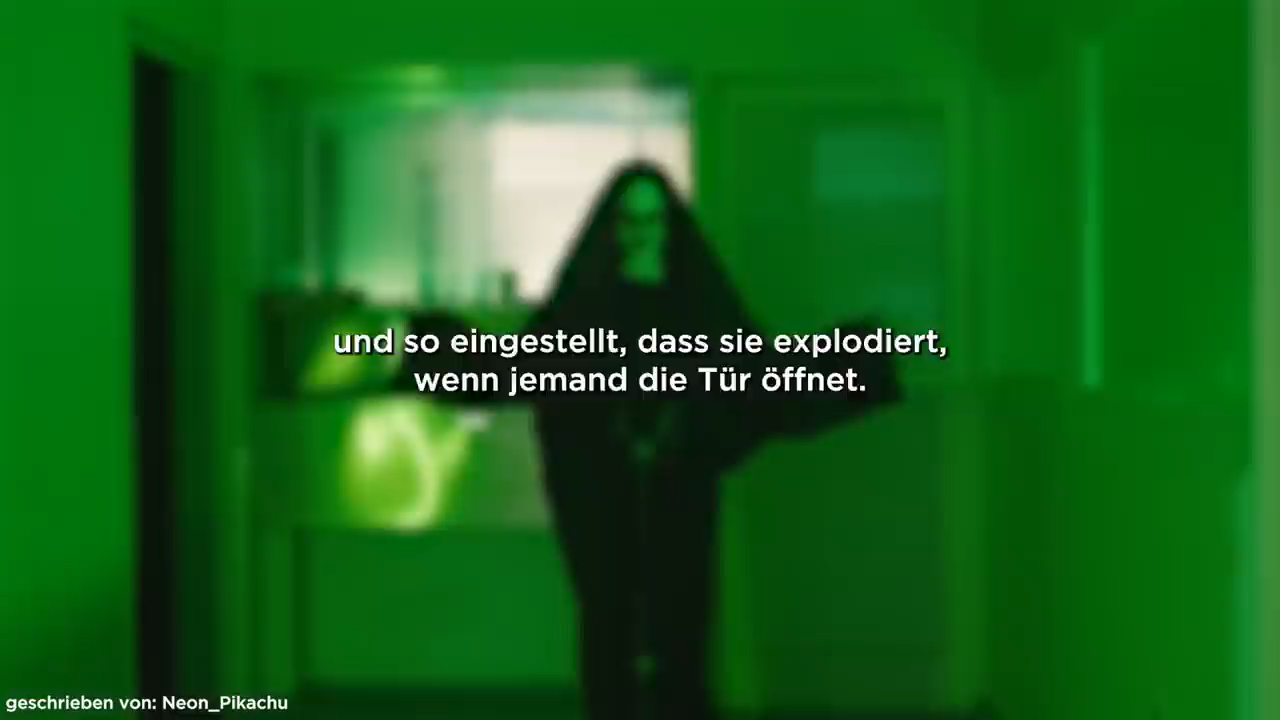 und so eingestellt, dass sie explodiert,
wenn jemand die Tür öffnet.
geschrieben von: Neon_Pikachu